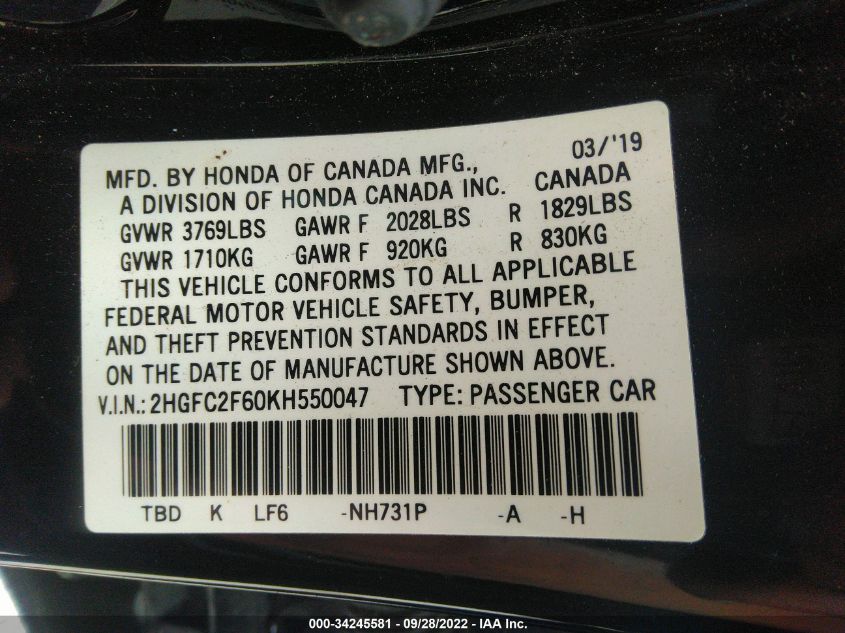 03/'19
MFD. BY HONDA OF CANADA MFG.,
A DIVISION OF HONDA CANADA INC. CANADA
GVWR 3769LBS GAWR F 2028LBS R 1829LBS
GVWR 1710KG GAWR F 920KG R 830KG
THIS VEHICLE CONFORMS TO ALL APPLICABLE
FEDERAL MOTOR VEHICLE SAFETY, BUMPER,
AND THEFT PREVENTION STANDARDS IN EFFECT
ON THE DATE OF MANUFACTURE SHOWN ABOVE.
V.I.N.: 2HGFC2F60KH550047 TYPE: PASSENGER CAR
TBD K LF6 -NH731P -A -H
000-34245581 - 09/28/2022 - IAA Inc.